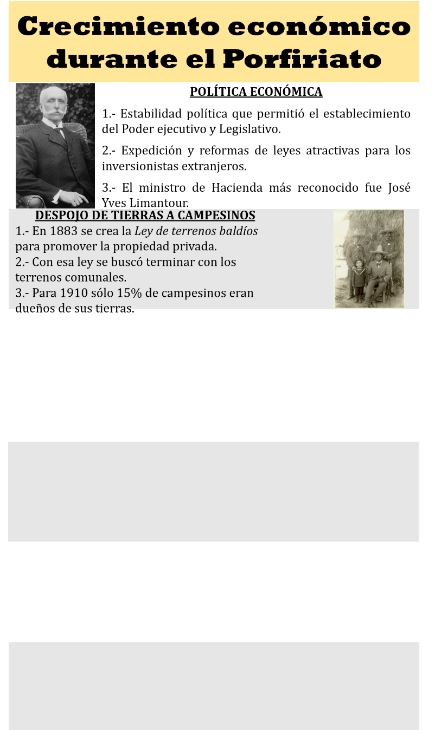 Crecimiento económico
durante el Porfiriato
POLÍTICA ECONÓMICA
1.- Estabilidad política que permitió el establecimiento
del Poder ejecutivo y Legislativo.
2.- Expedición y reformas de leyes atractivas para los
inversionistas extranjeros.
3.- El ministro de Hacienda más reconocido fue José
Yves Limantour.
DESPOJO DE TIERRAS A CAMPESINOS
1.- En 1883 se crea la Ley de terrenos baldíos
para promover la propiedad privada.
2.- Con esa ley se buscó terminar con los
terrenos comunales.
3.- Para 1910 sólo 15% de campesinos eran
dueños de sus tierras.